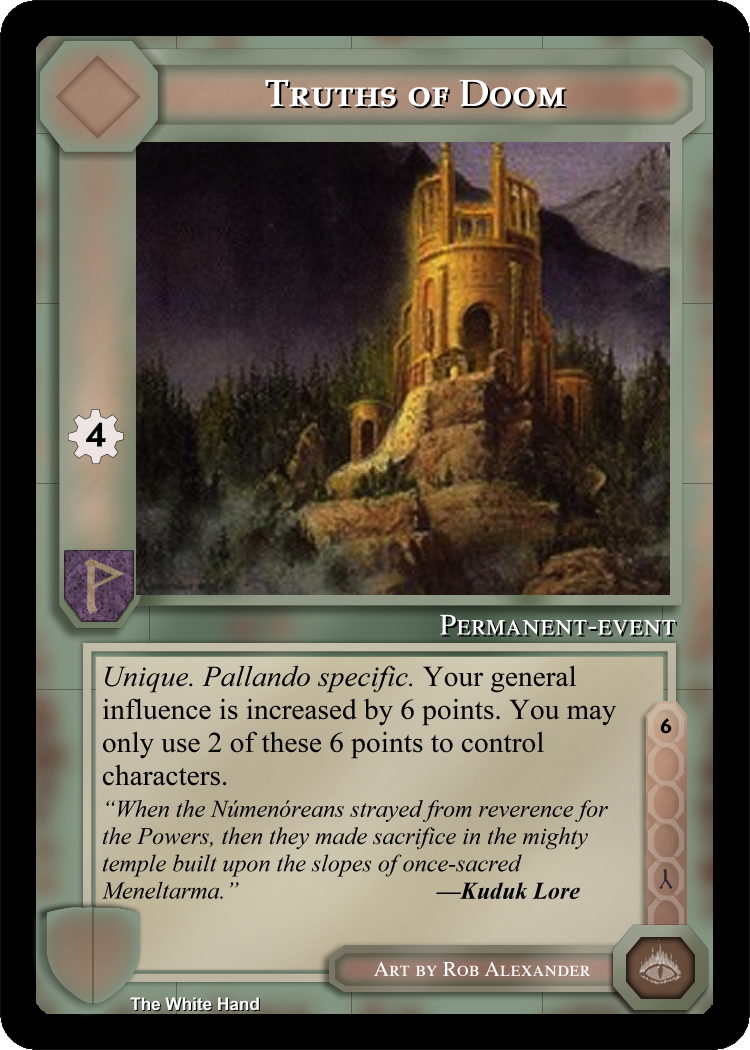 Truths of Doom
4
Permanent-event
Unique. Pallando specific. Your general
influence is increased by 6 points. You may
only use 2 of these 6 points to control
characters.
“When the Númenóreans strayed from reverence for
the Powers, then they made sacrifice in the mighty
temple built upon the slopes of once-sacred
Meneltarma.” —Kuduk Lore
6
Art by Rob Alexander
The White Hand